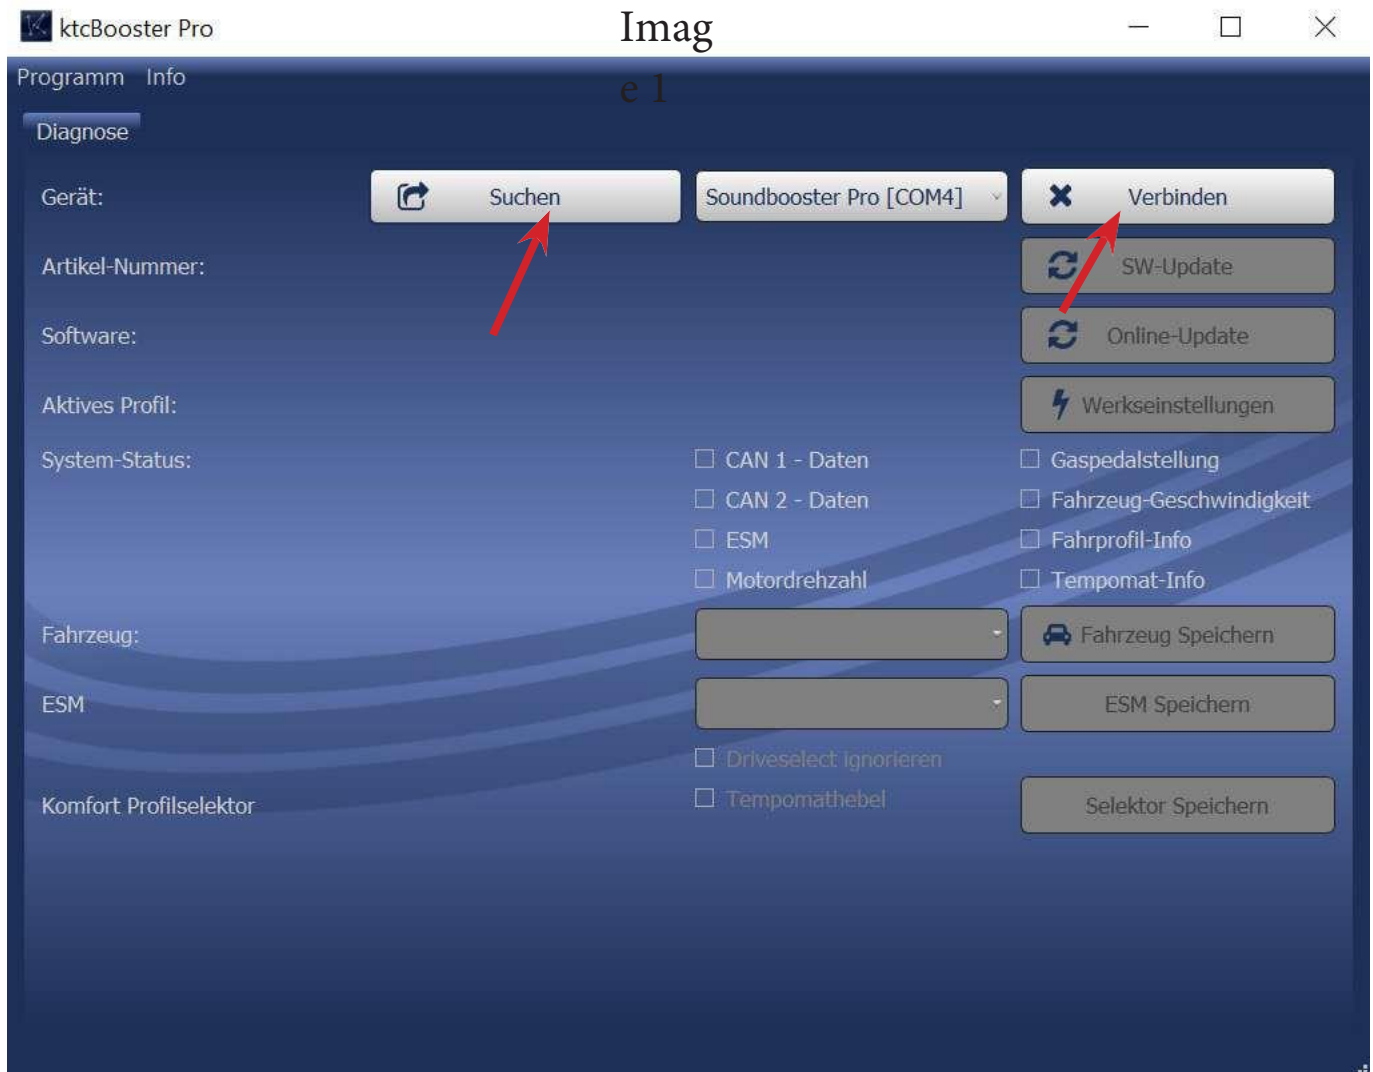 ktcBooster Pro
Imag
e 1
Programm Info
Diagnose
Gerät: Suchen Soundbooster Pro [COM4] Verbinden
Artikel-Nummer: SW-Update
Software: Online-Update
Aktives Profil: Werkseinstellungen
System-Status: CAN 1 - Daten Gaspedalstellung
CAN 2 - Daten Fahrzeug-Geschwindigkeit
ESM Fahrprofil-Info
Motordrehzahl Tempomat-Info
Fahrzeug: Fahrzeug Speichern
ESM ESM Speichern
Driveselect ignorieren
Tempomathebel
Komfort Profilselektor Selektor Speichern